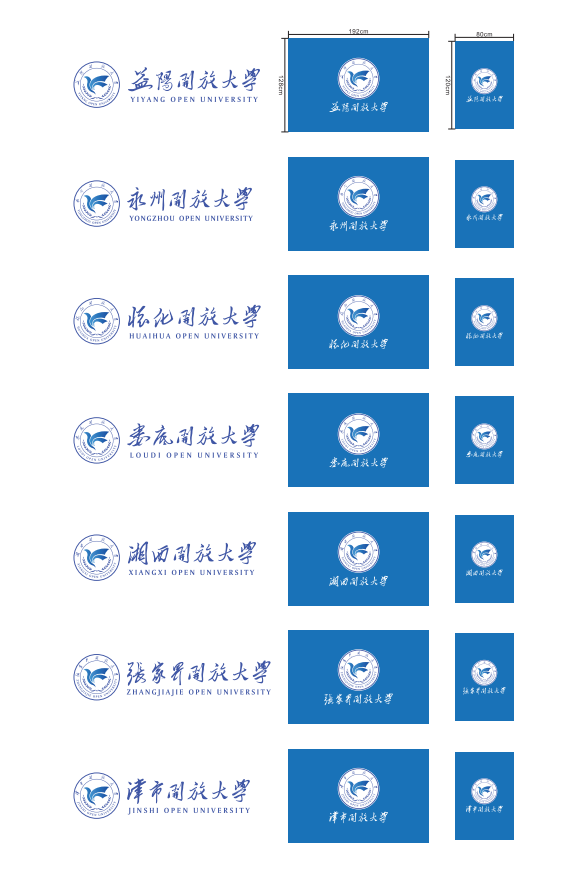 192cm
80cm
128cm
120cm
益陽開放大學
YIYANG OPEN UNIVERSITY
益陽開放大學
益陽開放大學
永州開放大學
YONGZHOU OPEN UNIVERSITY
永州開放大學
永州開放大學
懷化開放大學
HUAIHUA OPEN UNIVERSITY
懷化開放大學
懷化開放大學
娄底開放大學
LOUDI OPEN UNIVERSITY
娄底開放大學
娄底開放大學
湘西開放大學
XIANGXI OPEN UNIVERSITY
湘西開放大學
湘西開放大學
張家界開放大學
ZHANGJIAJIE OPEN UNIVERSITY
張家界開放大學
張家界開放大學
津市開放大學
JINSHI OPEN UNIVERSITY
津市開放大學
津市開放大學